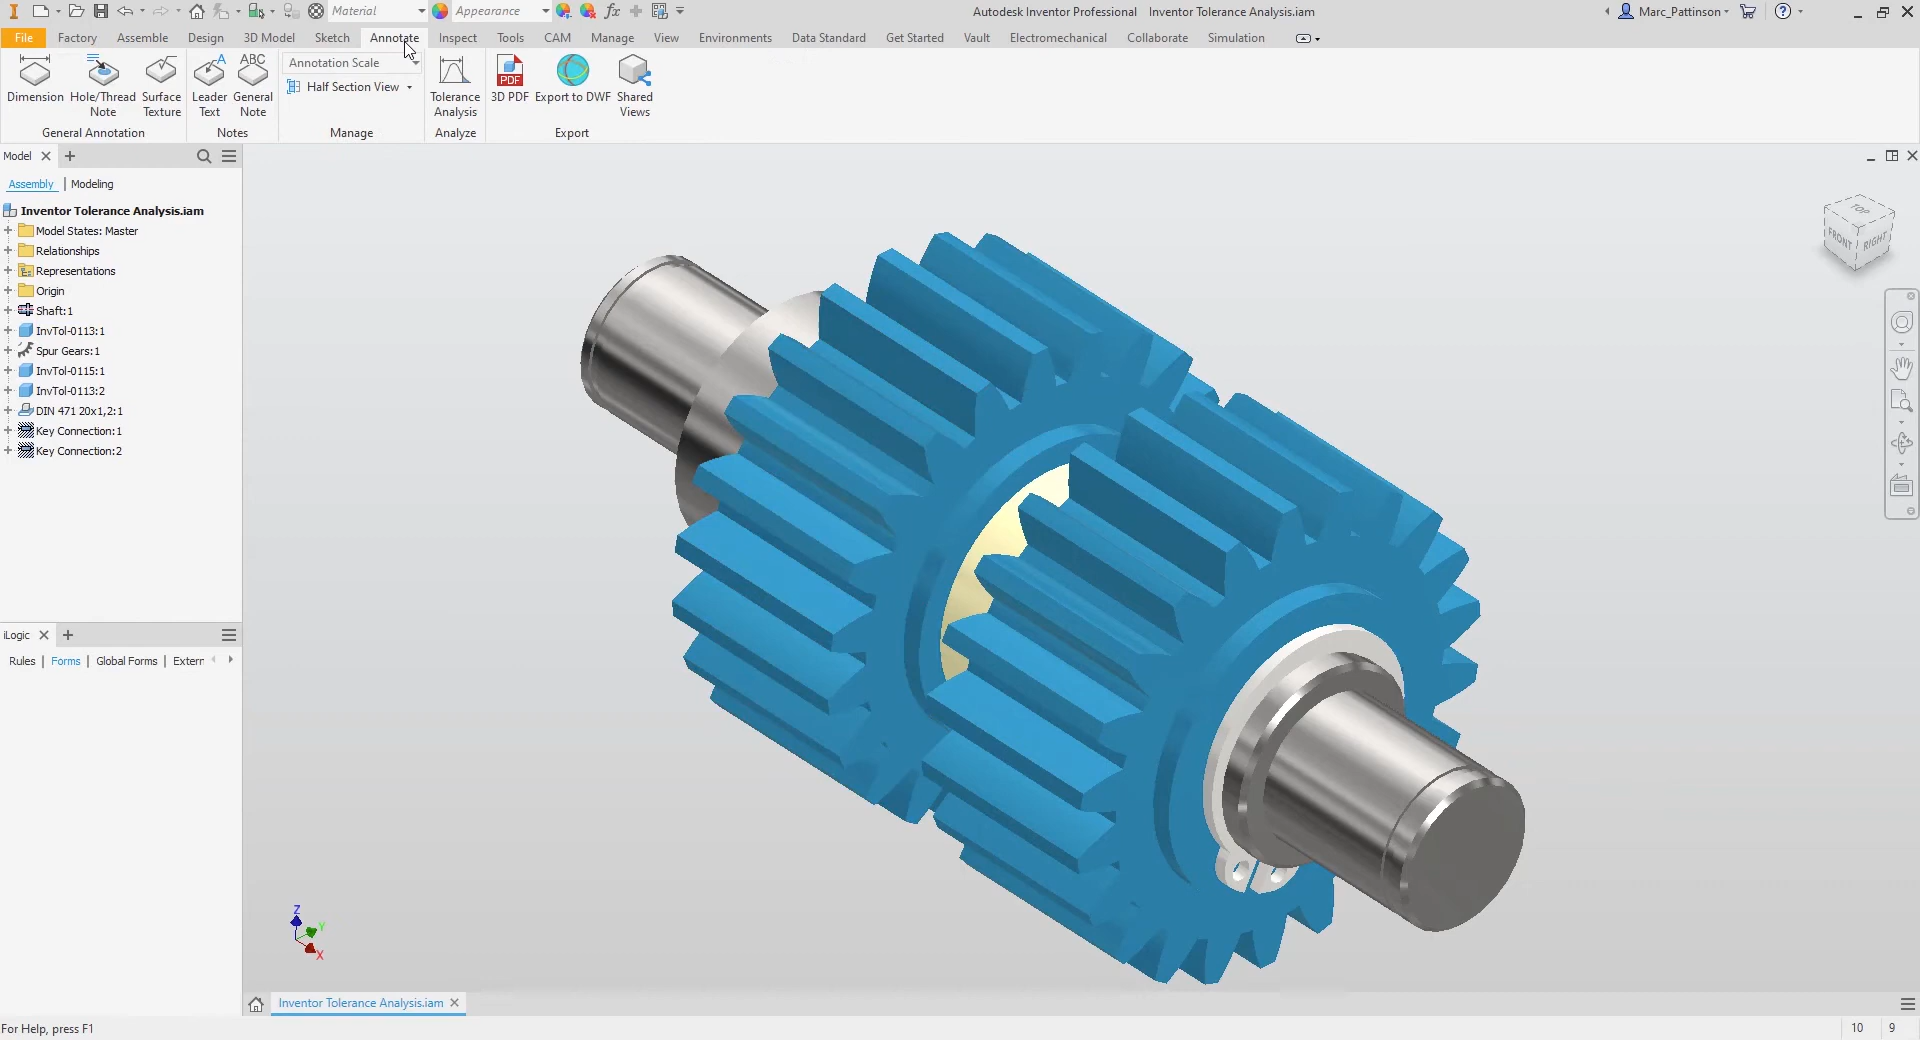 Material
Appearance
fx
Autodesk Inventor Professional Inventor Tolerance Analysis.iam
Marc_Pattinson
File Factory Assemble Design 3D Model Sketch Annotate Inspect Tools CAM Manage View Environments Data Standard Get Started Vault Electromechanical Collaborate Simulation
Dimension
Hole/Thread
Note
Surface
Texture
General Annotation
A
Leader
Text
ABC
General
Note
Notes
Annotation Scale
Half Section View
Manage
Tolerance
Analysis
Analyze
PDF
3D PDF
Export to DWF
Shared
Views
Export
Model
Assembly | Modeling
Inventor Tolerance Analysis.iam
Model States: Master
Relationships
Representations
Origin
Shaft:1
InvTol-0113:1
Spur Gears:1
InvTol-0115:1
InvTol-0113:2
DIN 471 20x1,2:1
Key Connection:1
Key Connection:2
TOP
FRONT
RIGHT
iLogic
Rules | Forms | Global Forms | Extern
Z
Y
X
Inventor Tolerance Analysis.iam
For Help, press F1
10 9